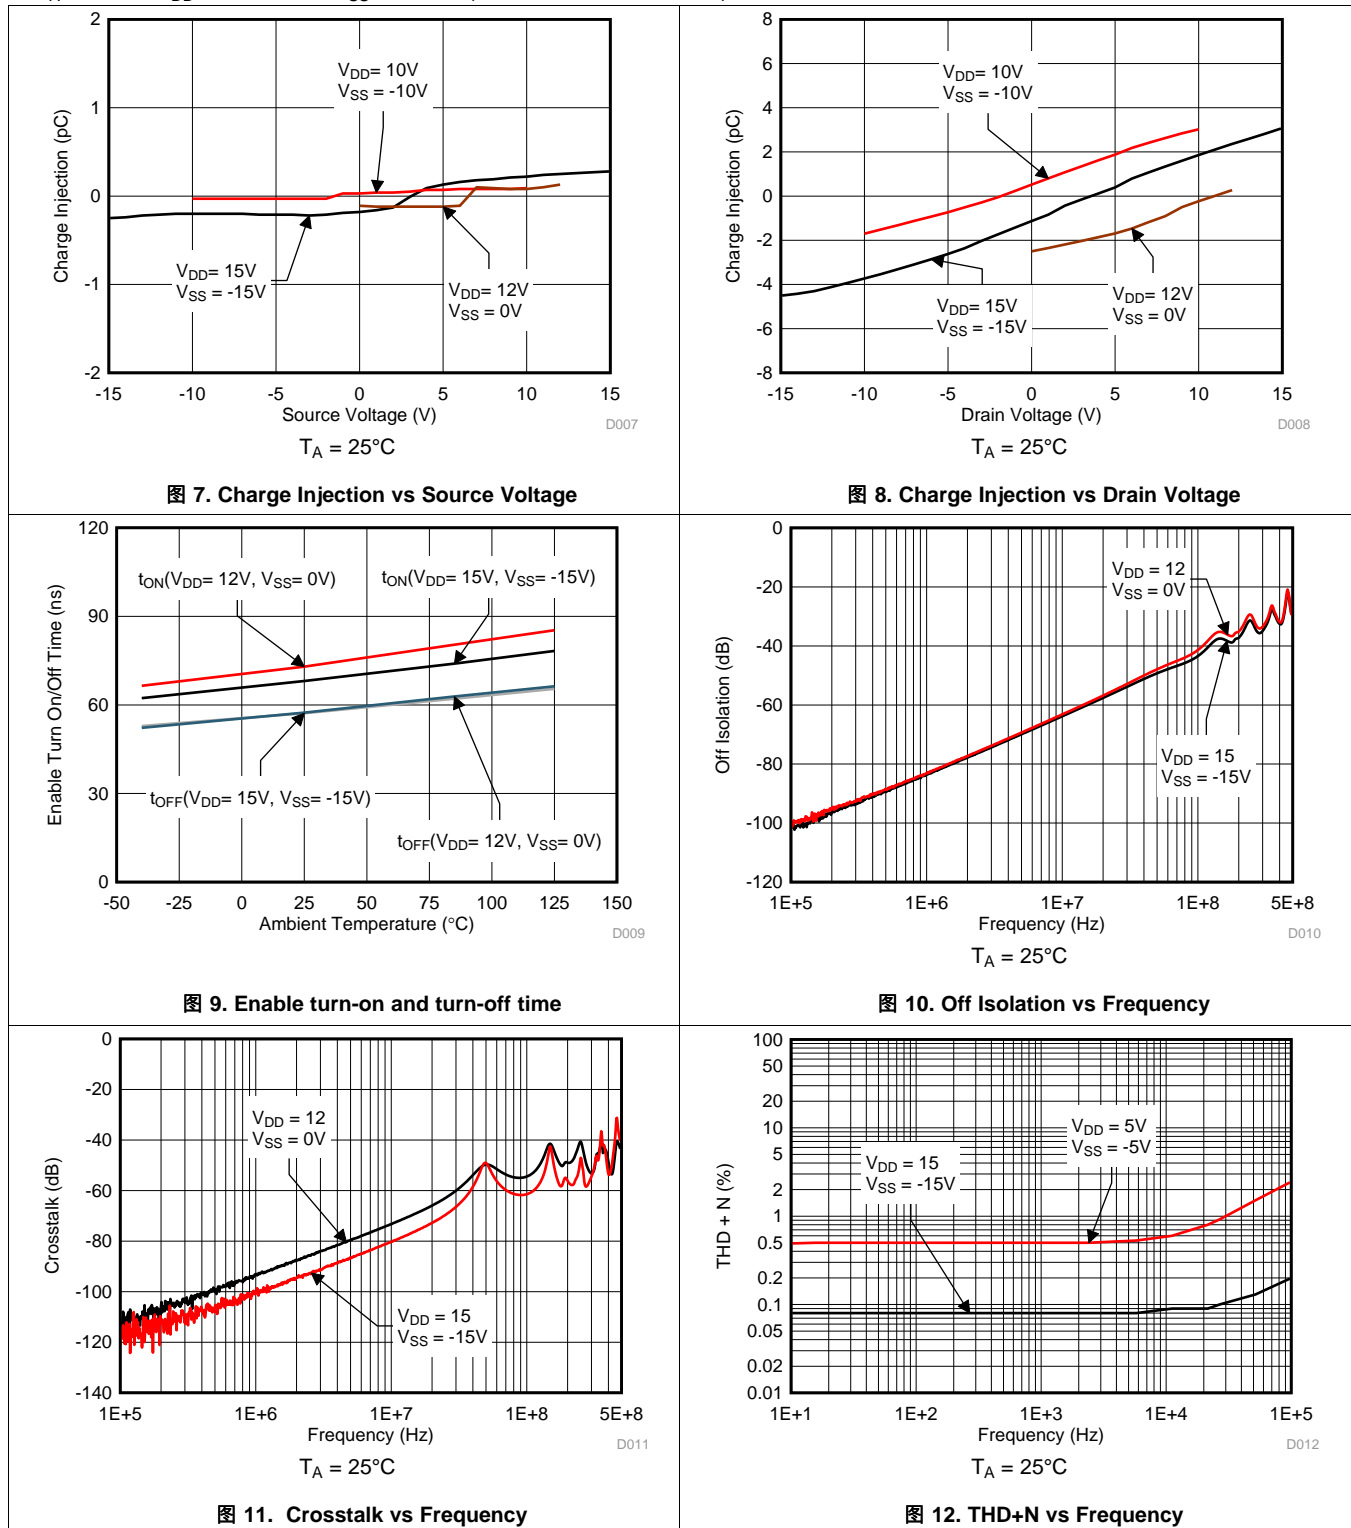 2
1
0
-1
-2
Charge Injection (pC)
VDD= 10V
VSS = -10V
VDD= 15V
VSS = -15V
VDD= 12V
VSS = 0V
-15 -10 -5 0 5 10 15
Source Voltage (V)
D007
TA = 25°C
图 7. Charge Injection vs Source Voltage
8
6
4
2
0
-2
-4
-6
-8
Charge Injection (pC)
VDD= 10V
VSS = -10V
VDD= 15V
VSS = -15V
VDD= 12V
VSS = 0V
-15 -10 -5 0 5 10 15
Drain Voltage (V)
D008
TA = 25°C
图 8. Charge Injection vs Drain Voltage
120
90
60
30
0
Enable Turn On/Off Time (ns)
tON(VDD= 12V, VSS= 0V)
tON(VDD= 15V, VSS= -15V)
tOFF(VDD= 15V, VSS= -15V)
tOFF(VDD= 12V, VSS= 0V)
-50 -25 0 25 50 75 100 125 150
Ambient Temperature (°C)
D009
图 9. Enable turn-on and turn-off time
0
-20
-40
-60
-80
-100
-120
Off Isolation (dB)
VDD = 12
VSS = 0V
VDD = 15
VSS = -15V
1E+5 1E+6 1E+7 1E+8 5E+8
Frequency (Hz)
D010
TA = 25°C
图 10. Off Isolation vs Frequency
0
-20
-40
-60
-80
-100
-120
-140
Crosstalk (dB)
VDD = 12
VSS = 0V
VDD = 15
VSS = -15V
1E+5 1E+6 1E+7 1E+8 5E+8
Frequency (Hz)
D011
TA = 25°C
图 11. Crosstalk vs Frequency
100
50
20
10
5
2
1
0.5
0.2
0.1
0.05
0.02
0.01
THD + N (%)
VDD = 5V
VSS = -5V
VDD = 15
VSS = -15V
1E+1 1E+2 1E+3 1E+4 1E+5
Frequency (Hz)
D012
TA = 25°C
图 12. THD+N vs Frequency